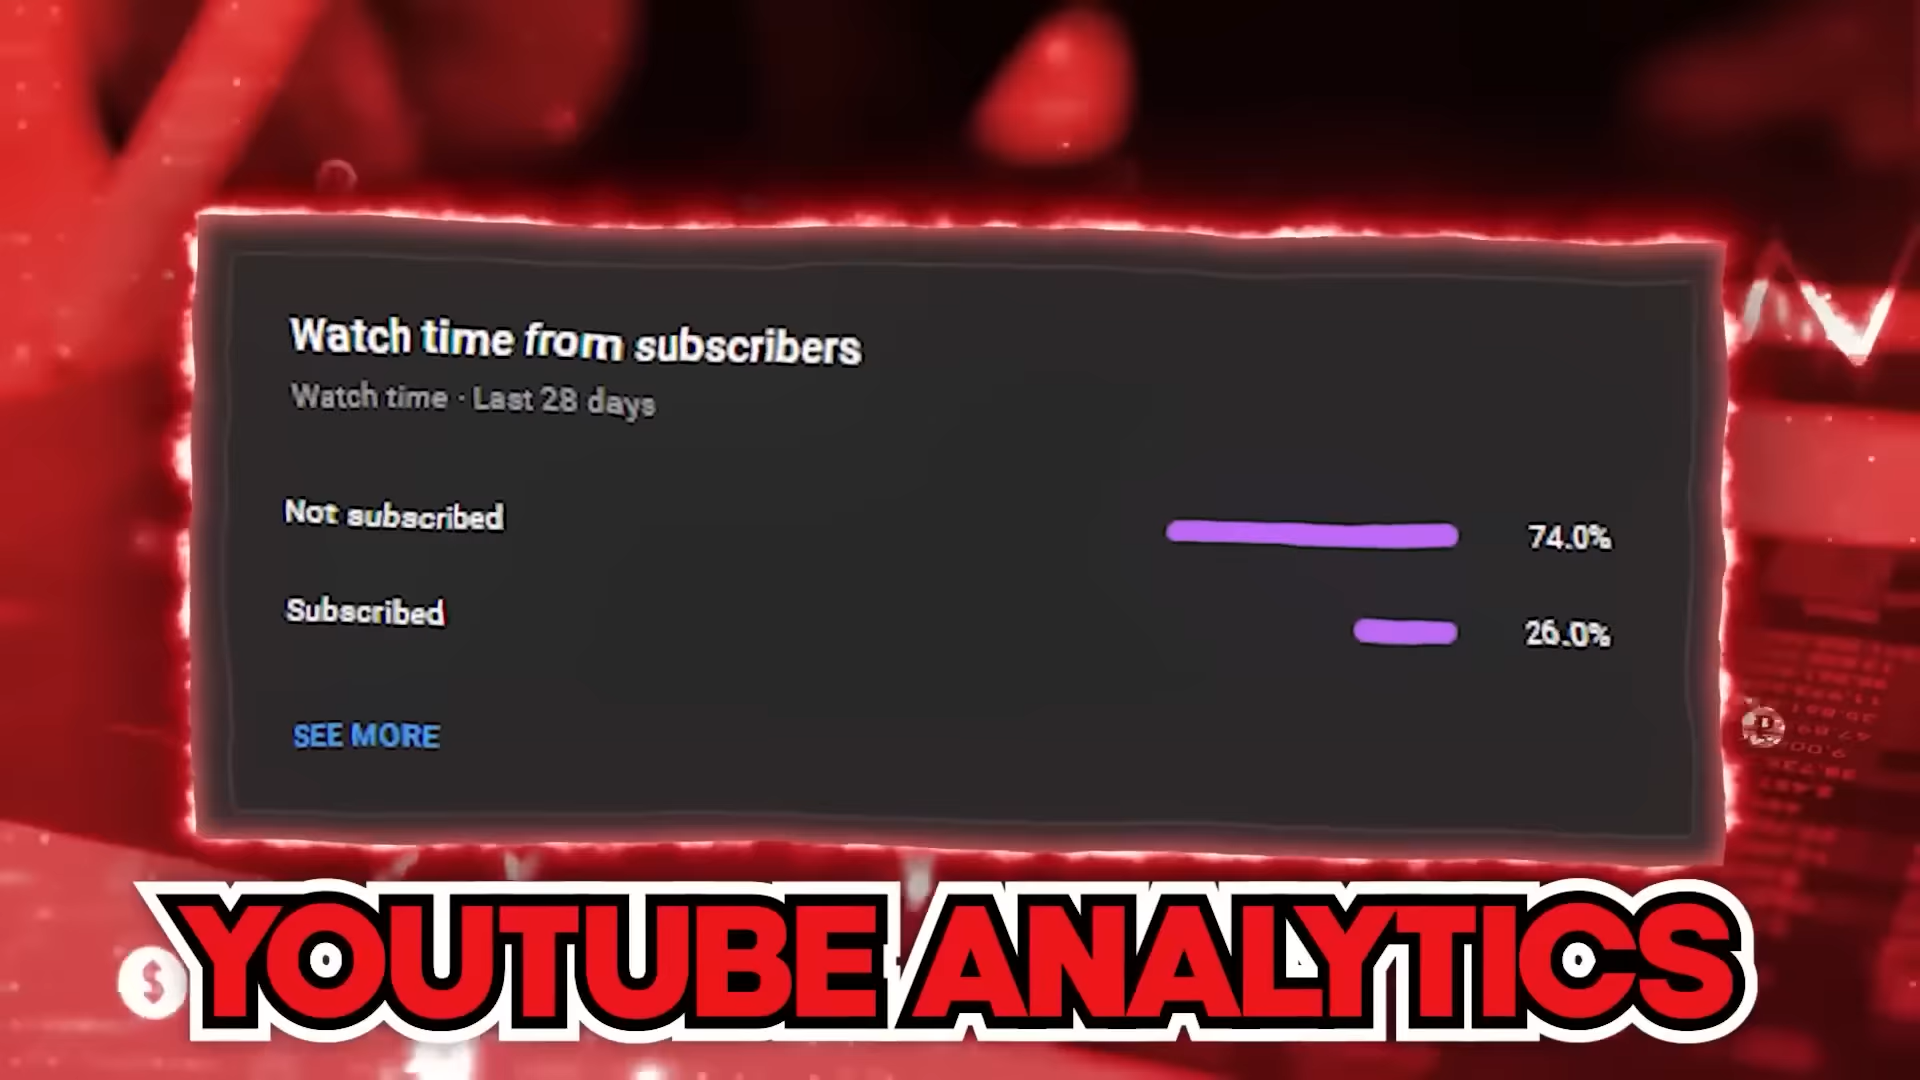 Watch time from subscribers
Watch time · Last 28 days
Not subscribed 74.0%
Subscribed 26.0%
SEE MORE
YOUTUBE ANALYTICS